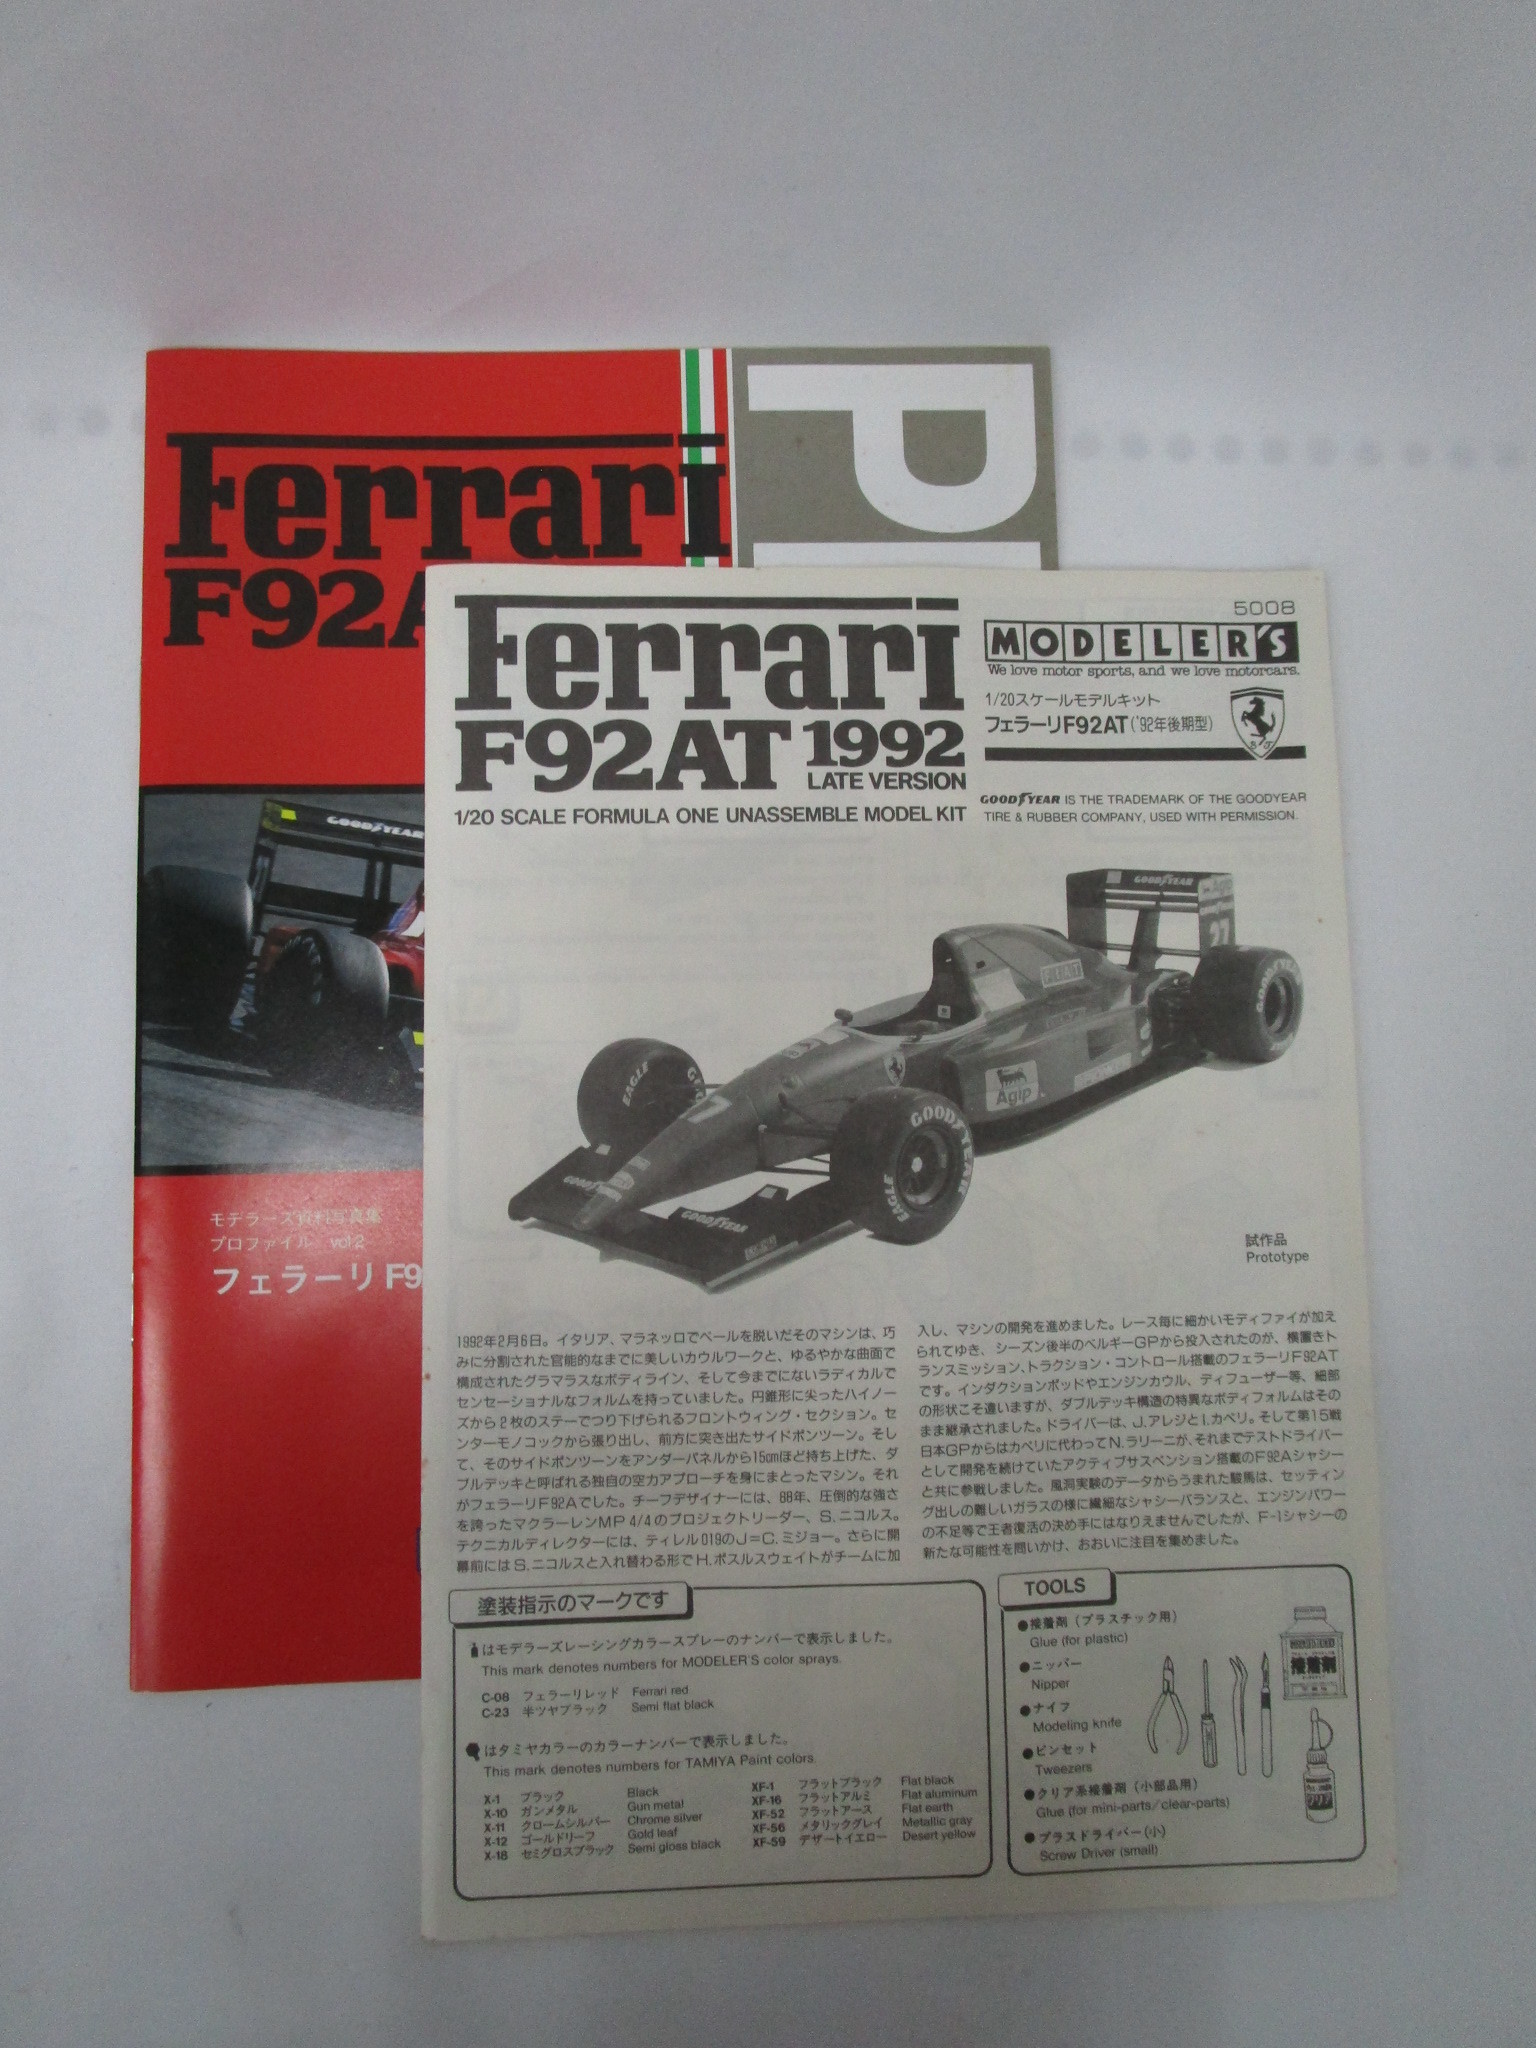 Ferrari
F92A
GOODYEAR
モデラーズ資料写真集
プロファイル vol2
フェラーリF9
5008
Ferrari
F92AT 1992
LATE VERSION
1/20 SCALE FORMULA ONE UNASSEMBLE MODEL KIT
MODELER'S
We love motor sports, and we love motorcars.
1/20スケールモデルキット
フェラーリF92AT('92年後期型)
S F
GOODYEAR IS THE TRADEMARK OF THE GOODYEAR
TIRE & RUBBER COMPANY, USED WITH PERMISSION.
GOODYEAR
Agip
27
FIAT
GOODYEAR
EAGLE
Agip
GOODYEAR
EAGLE
GOODYEAR
GOODYEAR
試作品
Prototype
1992年2月6日。イタリア、マラネッロでベールを脱いだそのマシンは、巧
みに分割された官能的なまでに美しいカウルワークと、ゆるやかな曲面で
構成されたグラマラスなボディライン、そして今までにないラディカルで
センセーショナルなフォルムを持っていました。円錐形に尖ったハイノー
ズから2枚のステーでつり下げられるフロントウィング・セクション。セ
ンターモノコックから張り出し、前方に突き出たサイドポンツーン。そし
て、そのサイドポンツーンをアンダーパネルから15cmほど持ち上げた、ダ
ブルデッキと呼ばれる独自の空力アプローチを身にまとったマシン。それ
がフェラーリF92Aでした。チーフデザイナーには、88年、圧倒的な強さ
を誇ったマクラーレンMP4/4のプロジェクトリーダー、S.ニコルス。
テクニカルディレクターには、ティレル019のJ=C.ミジョー。さらに開
幕前にはS.ニコルスと入れ替わる形でH.ポスルスウェイトがチームに加
入し、マシンの開発を進めました。レース毎に細かいモディファイが加え
られてゆき、シーズン後半のベルギーGPから投入されたのが、横置きト
ランスミッション、トラクション・コントロール搭載のフェラーリF92AT
です。インダクションポッドやエンジンカウル、ディフューザー等、細部
の形状こそ違いますが、ダブルデッキ構造の特異なボディフォルムはその
まま継承されました。ドライバーは、J.アレジとI.カペリ。そして第15戦
日本GPからはカペリに代わってN.ラリーニが、それまでテストドライバー
として開発を続けていたアクティブサスペンション搭載のF92Aシャシー
と共に参戦しました。風洞実験のデータからうまれた駿馬は、セッティン
グ出しの難しいガラスの様に繊細なシャシーバランスと、エンジンパワー
の不足等で王者復活の決め手にはなりえませんでしたが、F-1シャシーの
新たな可能性を問いかけ、おおいに注目を集めました。
塗装指示のマークです
はモデラーズレーシングカラースプレーのナンバーで表示しました。
This mark denotes numbers for MODELER'S color sprays.
C-08 フェラーリレッド Ferrari red
C-23 半ツヤブラック Semi flat black
はタミヤカラーのカラーナンバーで表示しました。
This mark denotes numbers for TAMIYA Paint colors.
X-1 ブラック Black
X-10 ガンメタル Gun metal
X-11 クロームシルバー Chrome silver
X-12 ゴールドリーフ Gold leaf
X-18 セミグロスブラック Semi gloss black
XF-1 フラットブラック Flat black
XF-16 フラットアルミ Flat aluminum
XF-52 フラットアース Flat earth
XF-56 メタリックグレイ Metallic gray
XF-59 デザートイエロー Desert yellow
TOOLS
●接着剤（プラスチック用）
Glue (for plastic)
●ニッパー
Nipper
●ナイフ
Modeling knife
●ピンセット
Tweezers
●クリア系接着剤（小部品用）
Glue (for mini-parts/clear-parts)
●プラスドライバー(小)
Screw Driver (small)
接着剤
クリア